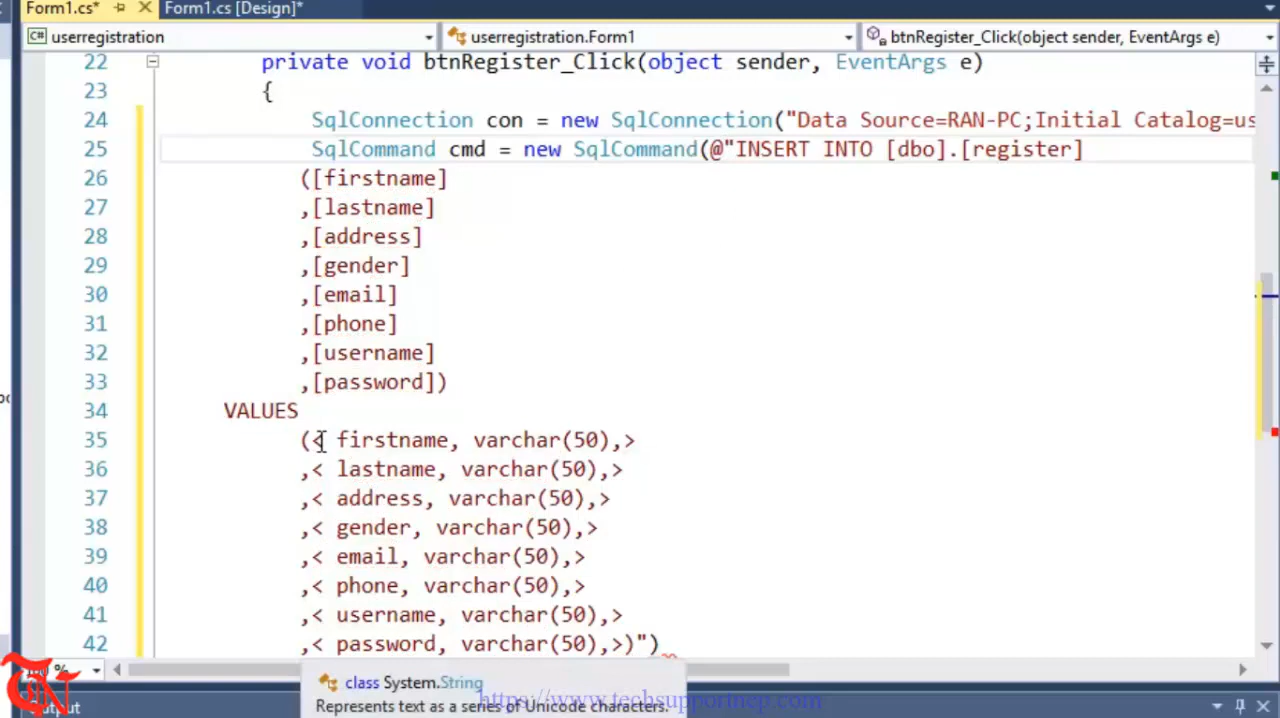 Form1.cs*
Form1.cs [Design]*
userregistration
userregistration.Form1
btnRegister_Click(object sender, EventArgs e)
22 private void btnRegister_Click(object sender, EventArgs e)
23 {
24 SqlConnection con = new SqlConnection("Data Source=RAN-PC;Initial Catalog=us
25 SqlCommand cmd = new SqlCommand(@"INSERT INTO [dbo].[register]
26 ([firstname]
27 ,[lastname]
28 ,[address]
29 ,[gender]
30 ,[email]
31 ,[phone]
32 ,[username]
33 ,[password])
34 VALUES
35 (< firstname, varchar(50),>
36 ,< lastname, varchar(50),>
37 ,< address, varchar(50),>
38 ,< gender, varchar(50),>
39 ,< email, varchar(50),>
40 ,< phone, varchar(50),>
41 ,< username, varchar(50),>
42 ,< password, varchar(50),>)")
%
class System.String
https://www.techsupportnep.com
Represents text as a series of Unicode characters.